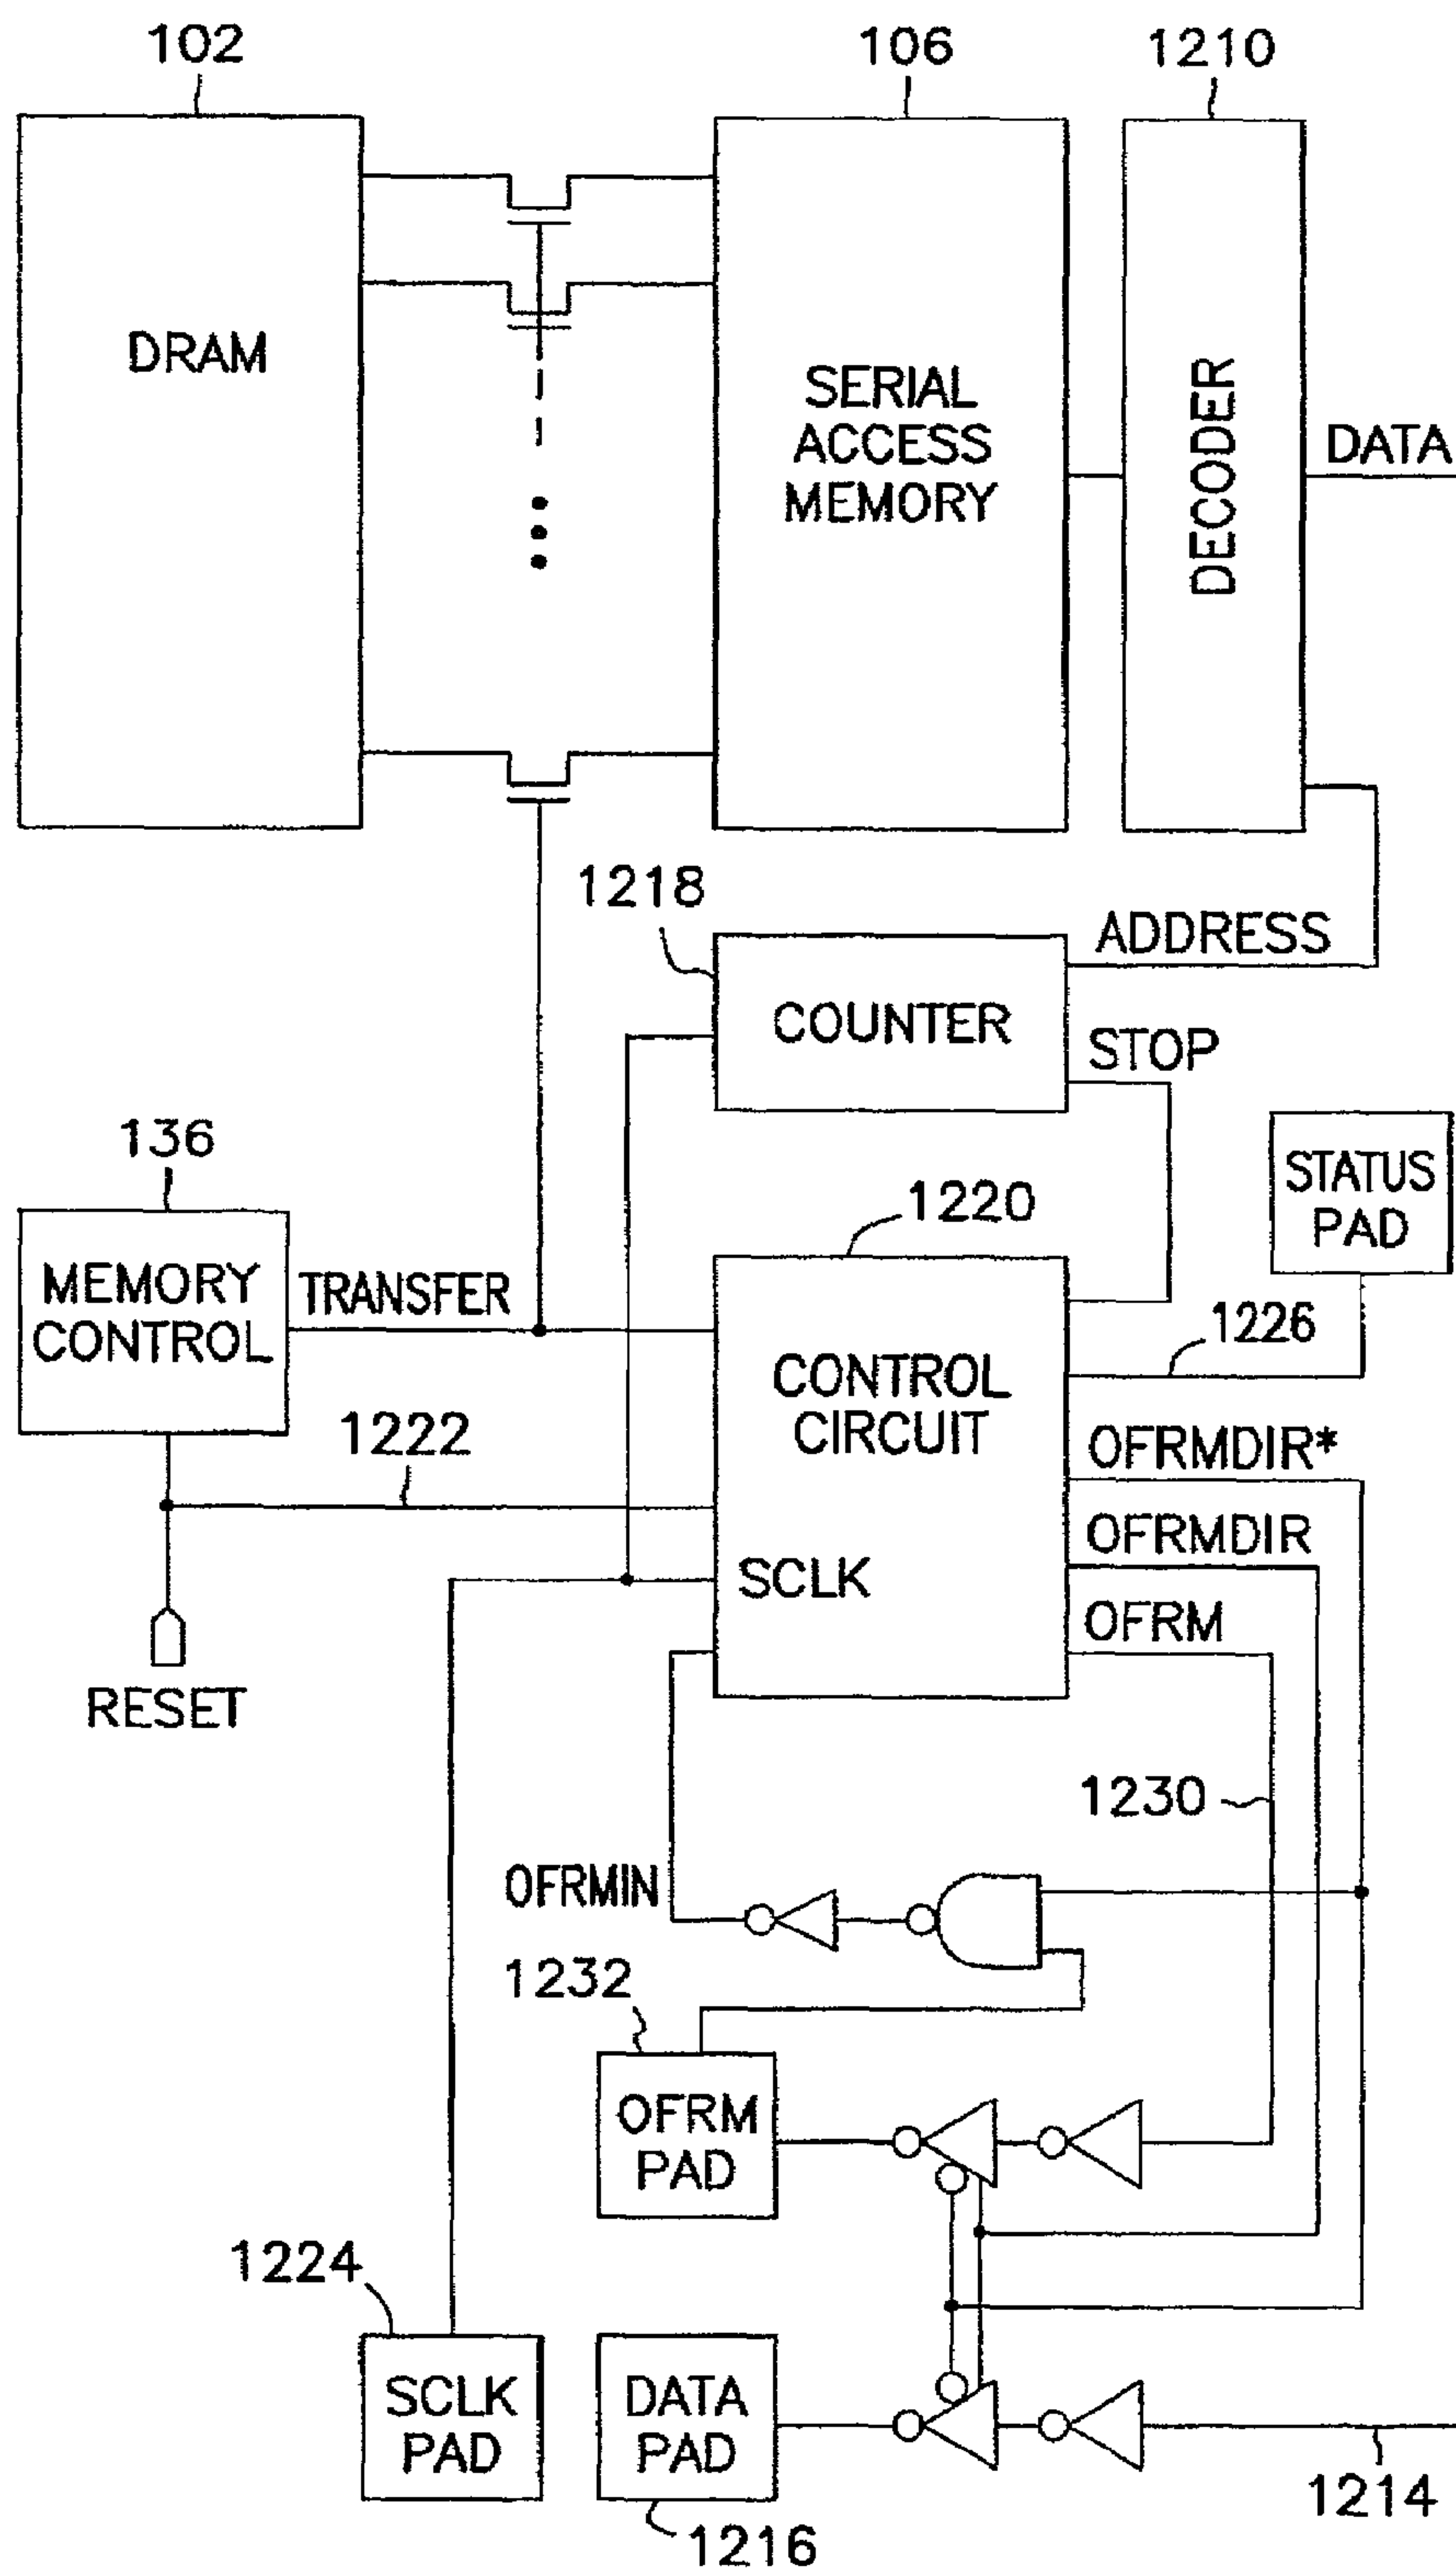 102
106
1210
DRAM
SERIAL
ACCESS
MEMORY
DECODER
DATA
1218
ADDRESS
COUNTER
STOP
136
STATUS
PAD
1220
MEMORY
CONTROL
TRANSFER
1226
CONTROL
CIRCUIT
1222
OFRMDIR*
OFRMDIR
SCLK
OFRM
RESET
1230
OFRMIN
1232
OFRM
PAD
1224
SCLK
PAD
DATA
PAD
1214
1216